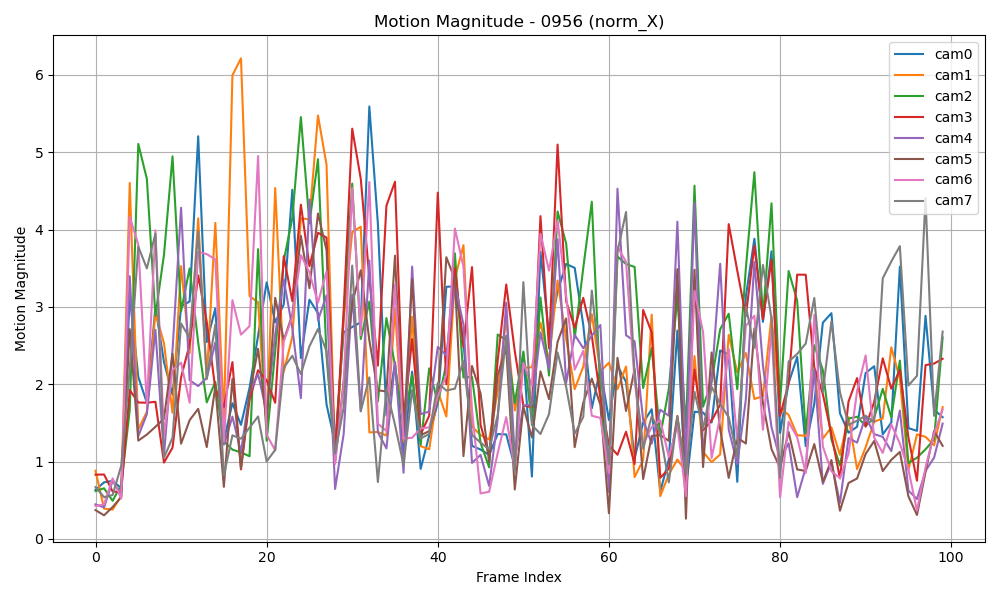 Motion Magnitude - 0956 (norm_X)
Motion Magnitude
6
5
4
3
2
1
0
0
20
40
60
80
100
Frame Index
cam0
cam1
cam2
cam3
cam4
cam5
cam6
cam7